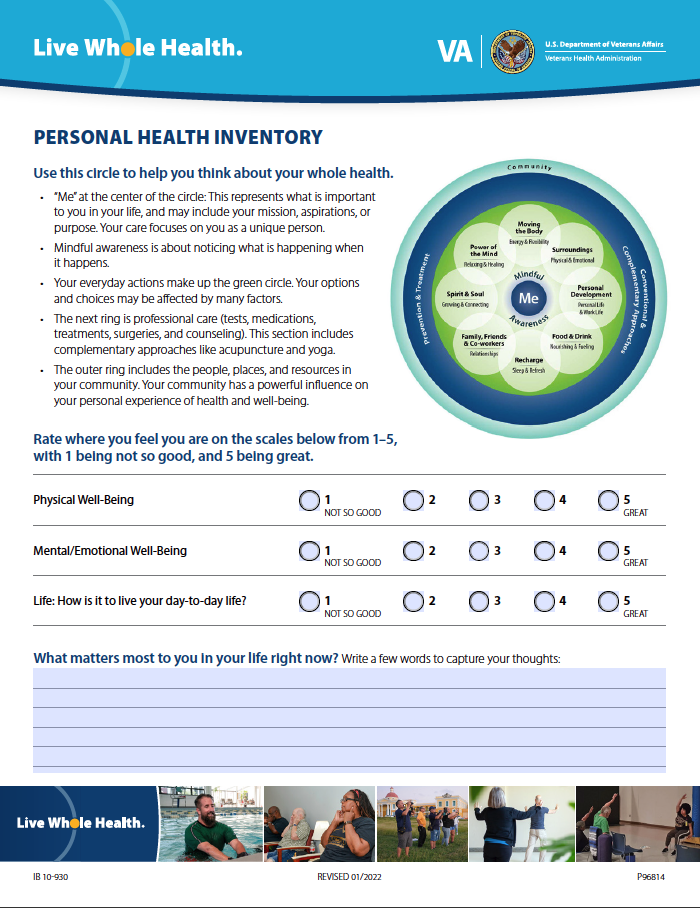 Live Whole Health.
VA
U.S. Department of Veterans Affairs
Veterans Health Administration
PERSONAL HEALTH INVENTORY
Use this circle to help you think about your whole health.
• "Me" at the center of the circle: This represents what is important
to you in your life, and may include your mission, aspirations, or
purpose. Your care focuses on you as a unique person.
• Mindful awareness is about noticing what is happening when
it happens.
• Your everyday actions make up the green circle. Your options
and choices may be affected by many factors.
• The next ring is professional care (tests, medications,
treatments, surgeries, and counseling). This section includes
complementary approaches like acupuncture and yoga.
• The outer ring includes the people, places, and resources in
your community. Your community has a powerful influence on
your personal experience of health and well-being.
Community
Prevention & Treatment
Conventional &
Complementary Approaches
Moving
the Body
Energy & Flexibility
Surroundings
Physical & Emotional
Personal
Development
Personal Life
& Work Life
Food & Drink
Nourishing & Fueling
Recharge
Sleep & Refresh
Family, Friends
& Co-workers
Relationships
Spirit & Soul
Growing & Connecting
Power of
the Mind
Relaxing & Healing
Mindful
Me
Awareness
Rate where you feel you are on the scales below from 1–5,
with 1 being not so good, and 5 being great.
Physical Well-Being 1 2 3 4 5
NOT SO GOOD GREAT
Mental/Emotional Well-Being 1 2 3 4 5
NOT SO GOOD GREAT
Life: How is it to live your day-to-day life? 1 2 3 4 5
NOT SO GOOD GREAT
What matters most to you in your life right now? Write a few words to capture your thoughts:
Live Whole Health.
IB 10-930 REVISED 01/2022 P96814